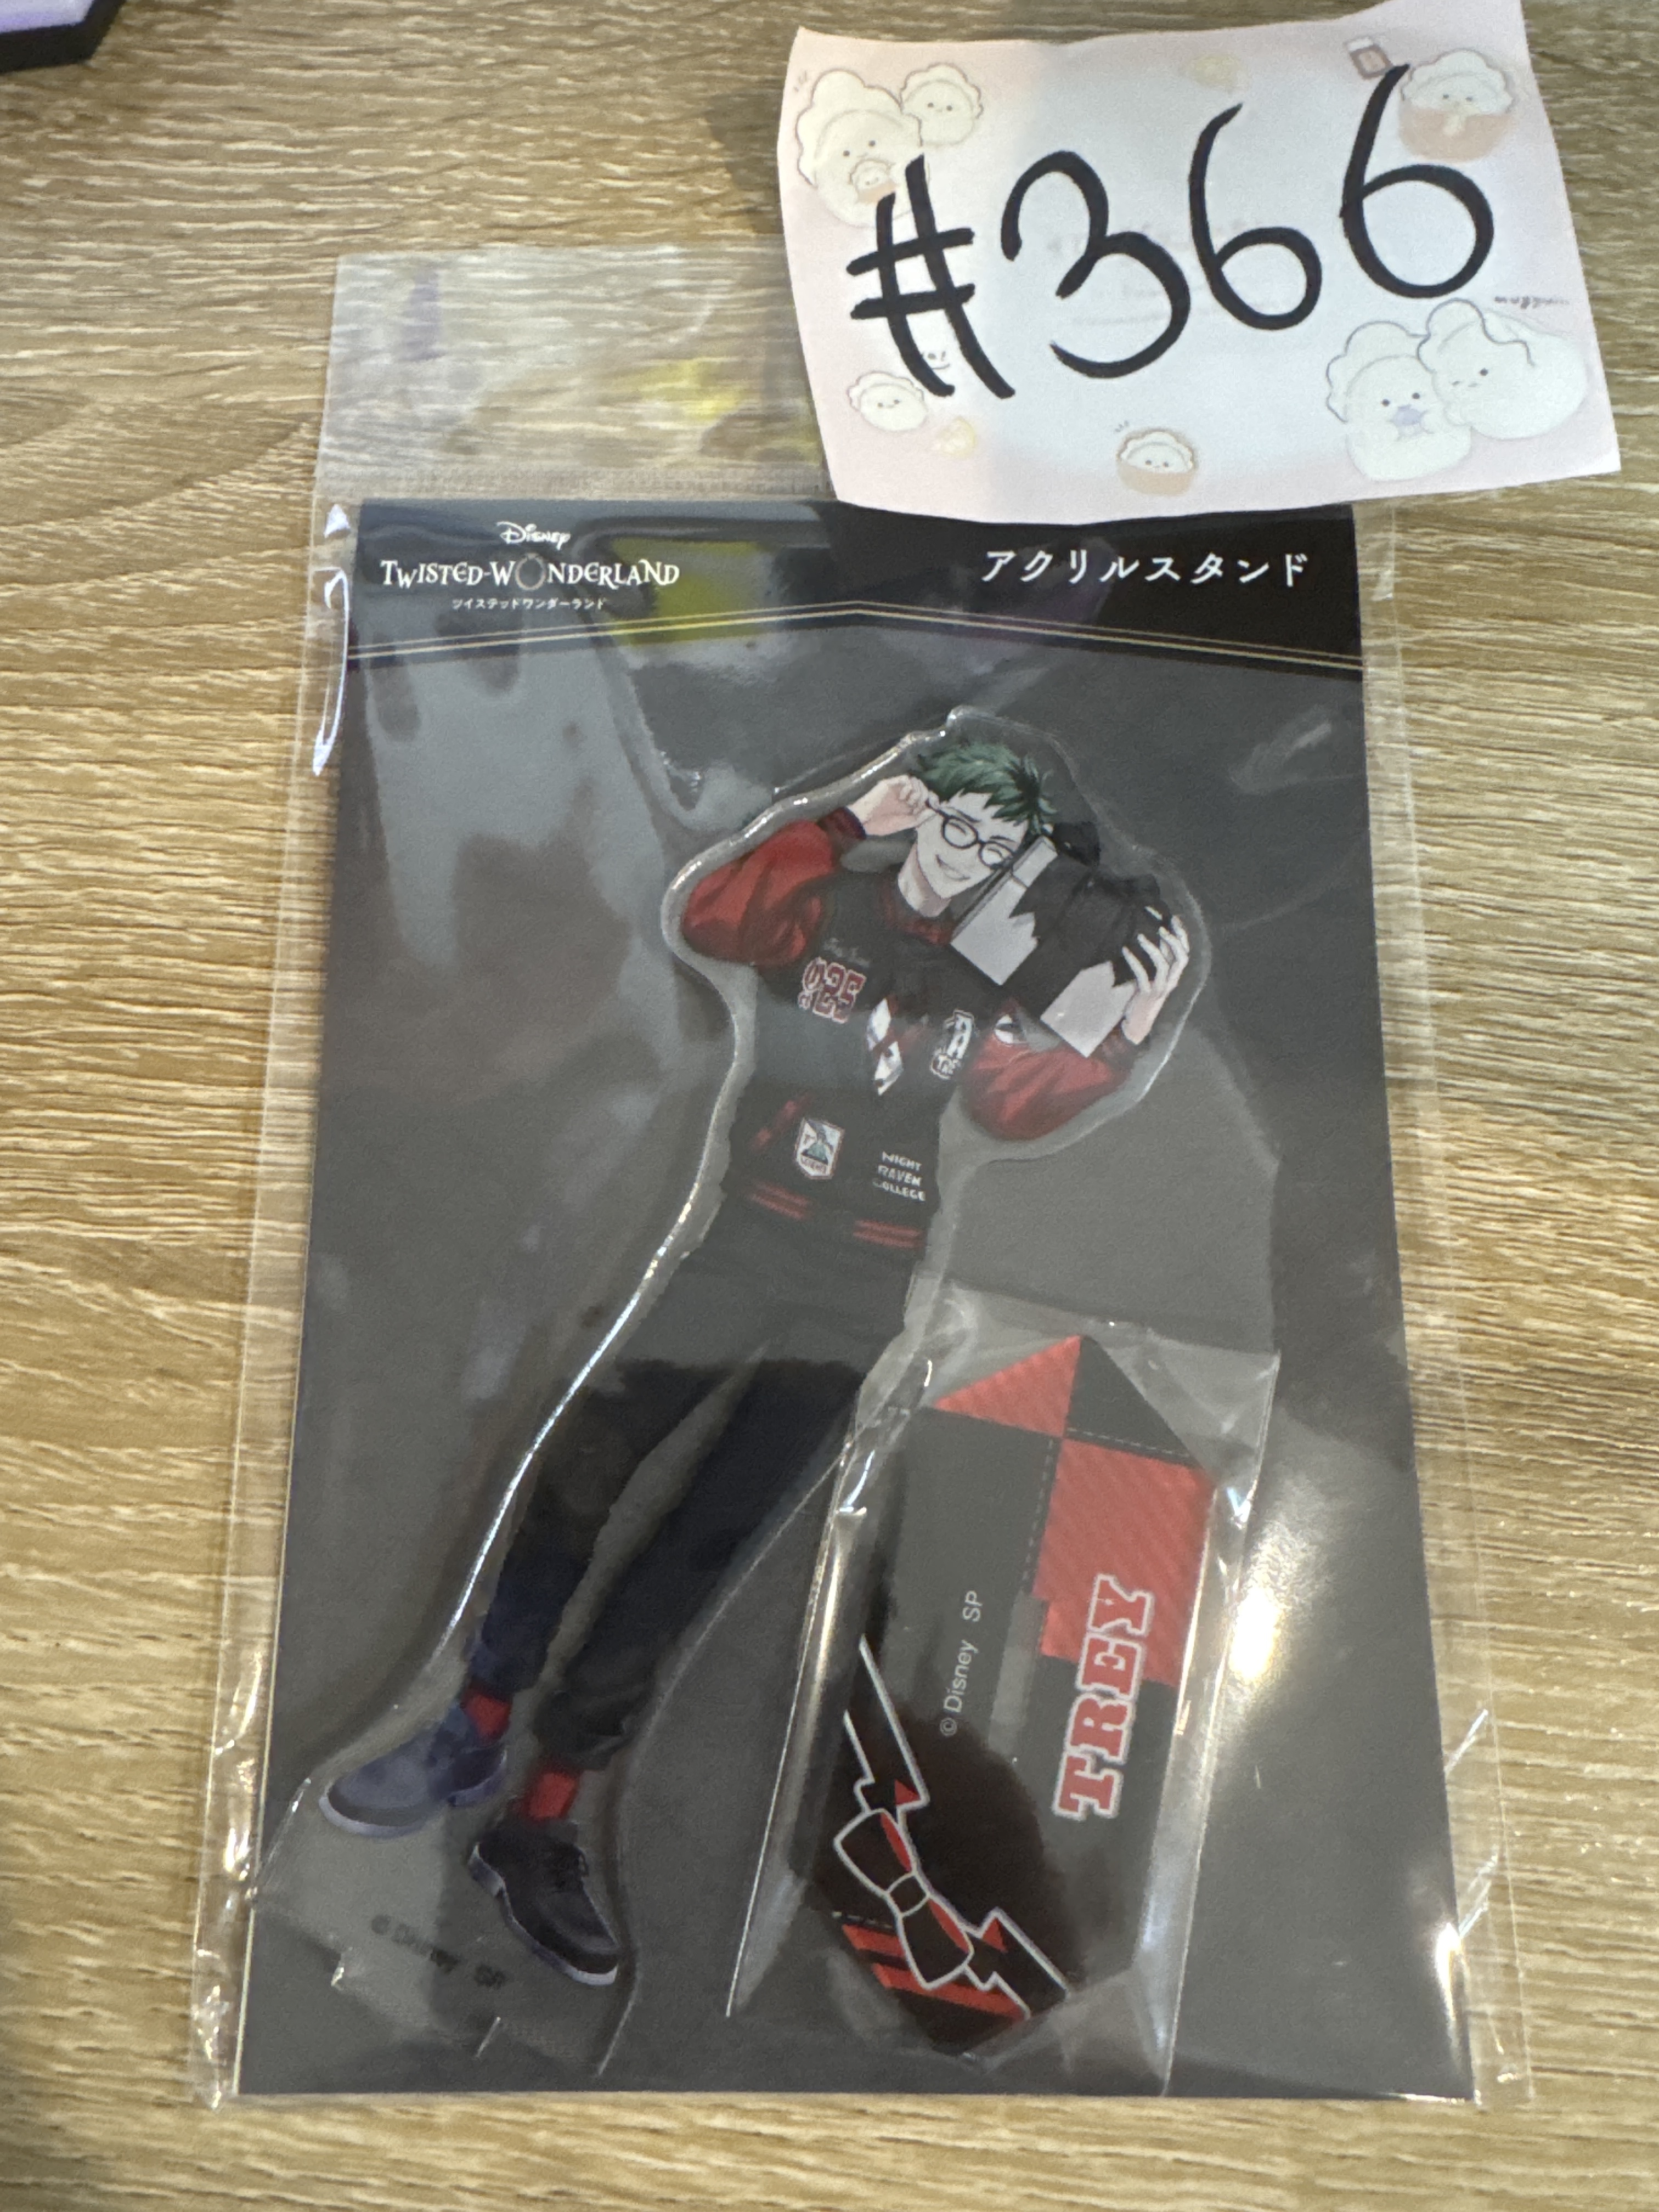 #366
Disney
TWISTED-WONDERLAND
ツイステッドワンダーランド
アクリルスタンド
025
NIGHT
RAVEN
COLLEGE
© Disney SP
TREY
© Disney SP